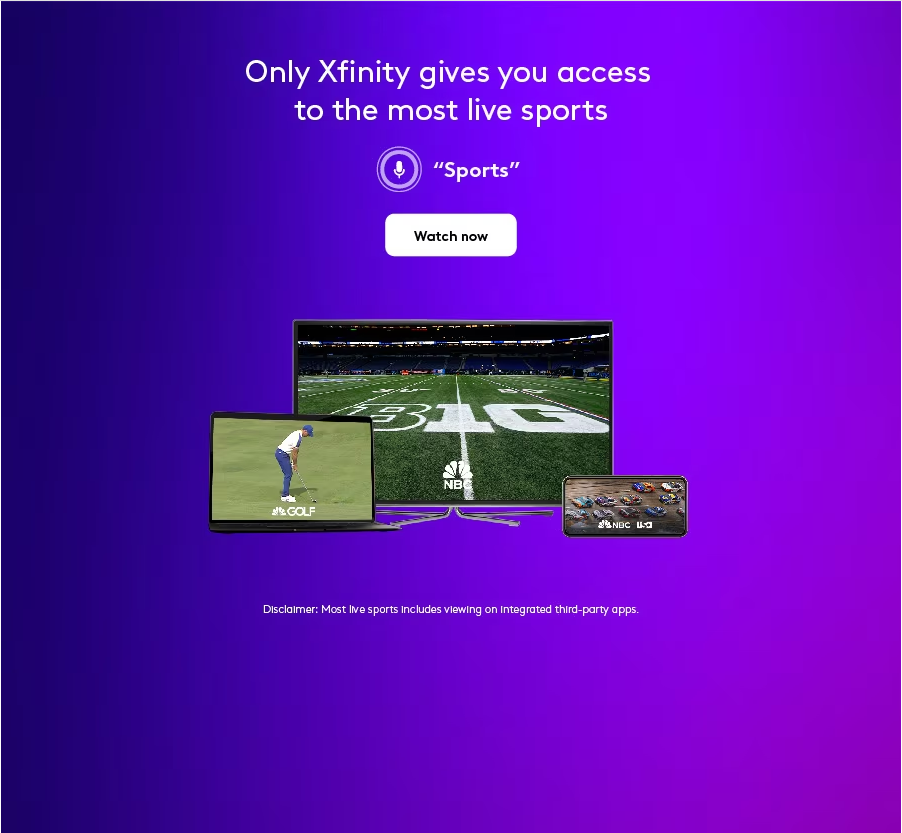 Only Xfinity gives you access
to the most live sports
“Sports”
Watch now
B1G
NBC
GOLF
NBC USA
Disclaimer: Most live sports includes viewing on integrated third-party apps.